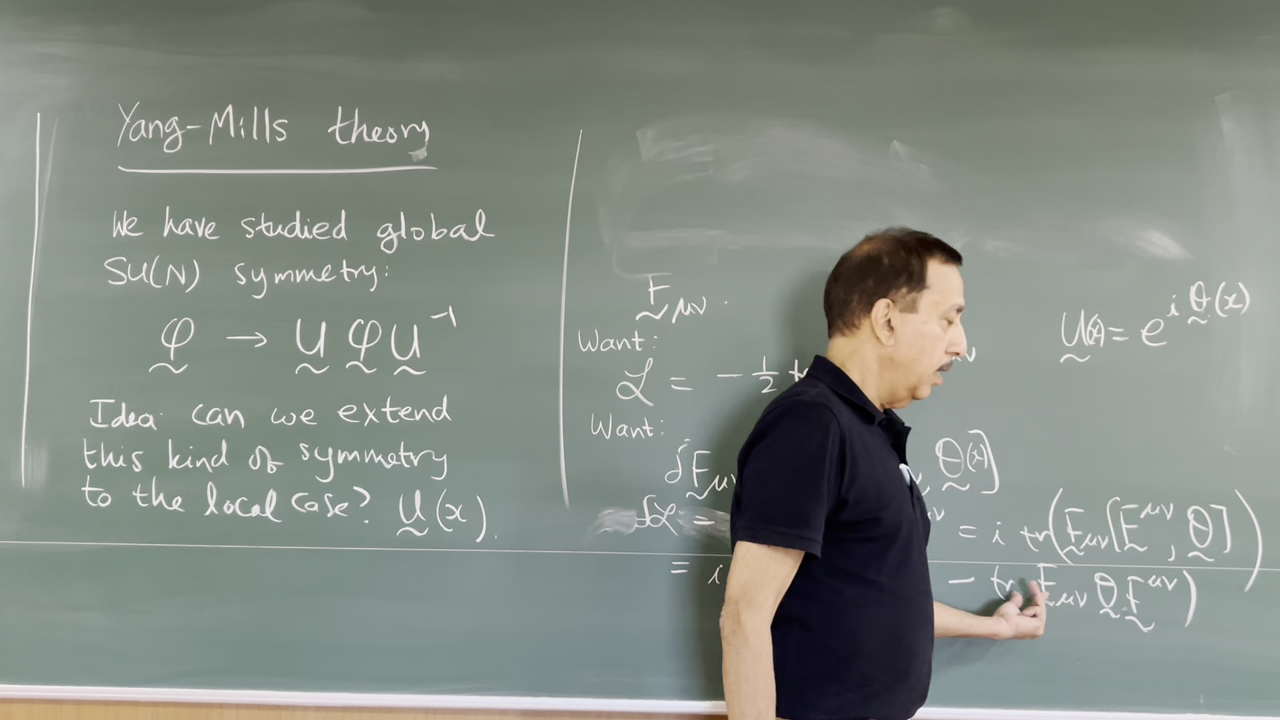 Yang-Mills theory
We have studied global
SU(N) symmetry:
φ → U φ U⁻¹
Idea: can we extend
this kind of symmetry
to the local case? U(x).
F_μν.
Want:
ℒ = -½ tr
Want:
δF_μν
, θ(x)]
δℒ =
= i tr(F_μν[F^μν, θ])
= i
- tr F_μν θ F^μν)
U(x) = e^{iθ(x)}